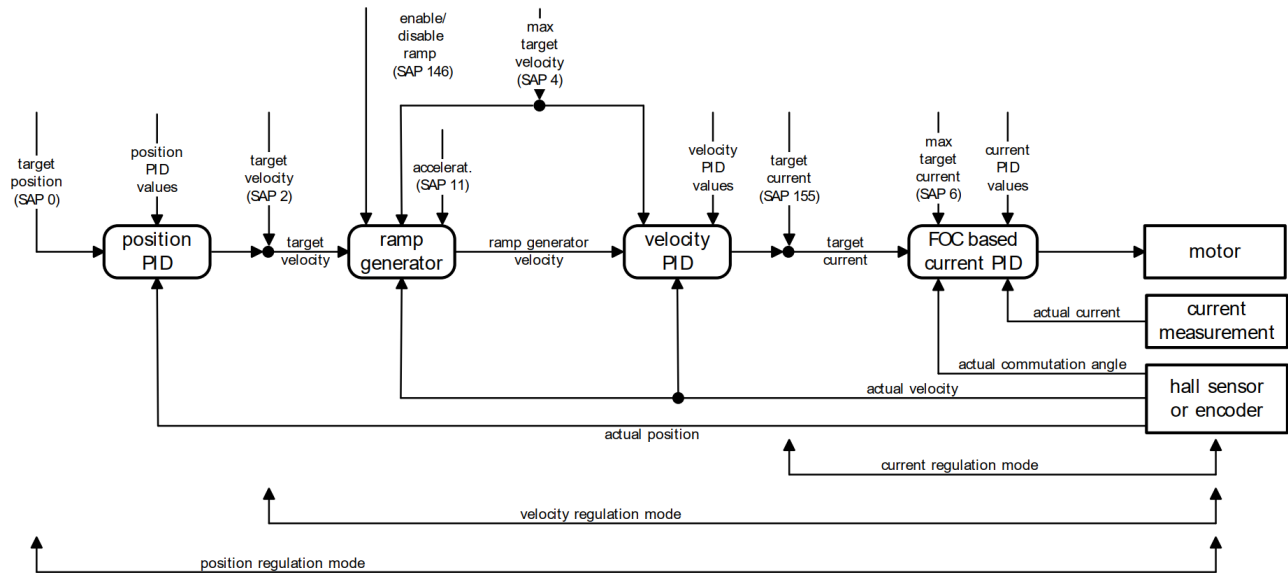 enable/
disable
ramp
(SAP 146)
max
target
velocity
(SAP 4)
target
position
(SAP 0)
position
PID
values
target
velocity
(SAP 2)
accelerat.
(SAP 11)
velocity
PID
values
target
current
(SAP 155)
max
target
current
(SAP 6)
current
PID
values
position
PID
target
velocity
ramp
generator
ramp generator
velocity
velocity
PID
target
current
FOC based
current PID
motor
actual current
current
measurement
actual commutation angle
actual velocity
hall sensor
or encoder
actual position
current regulation mode
velocity regulation mode
position regulation mode